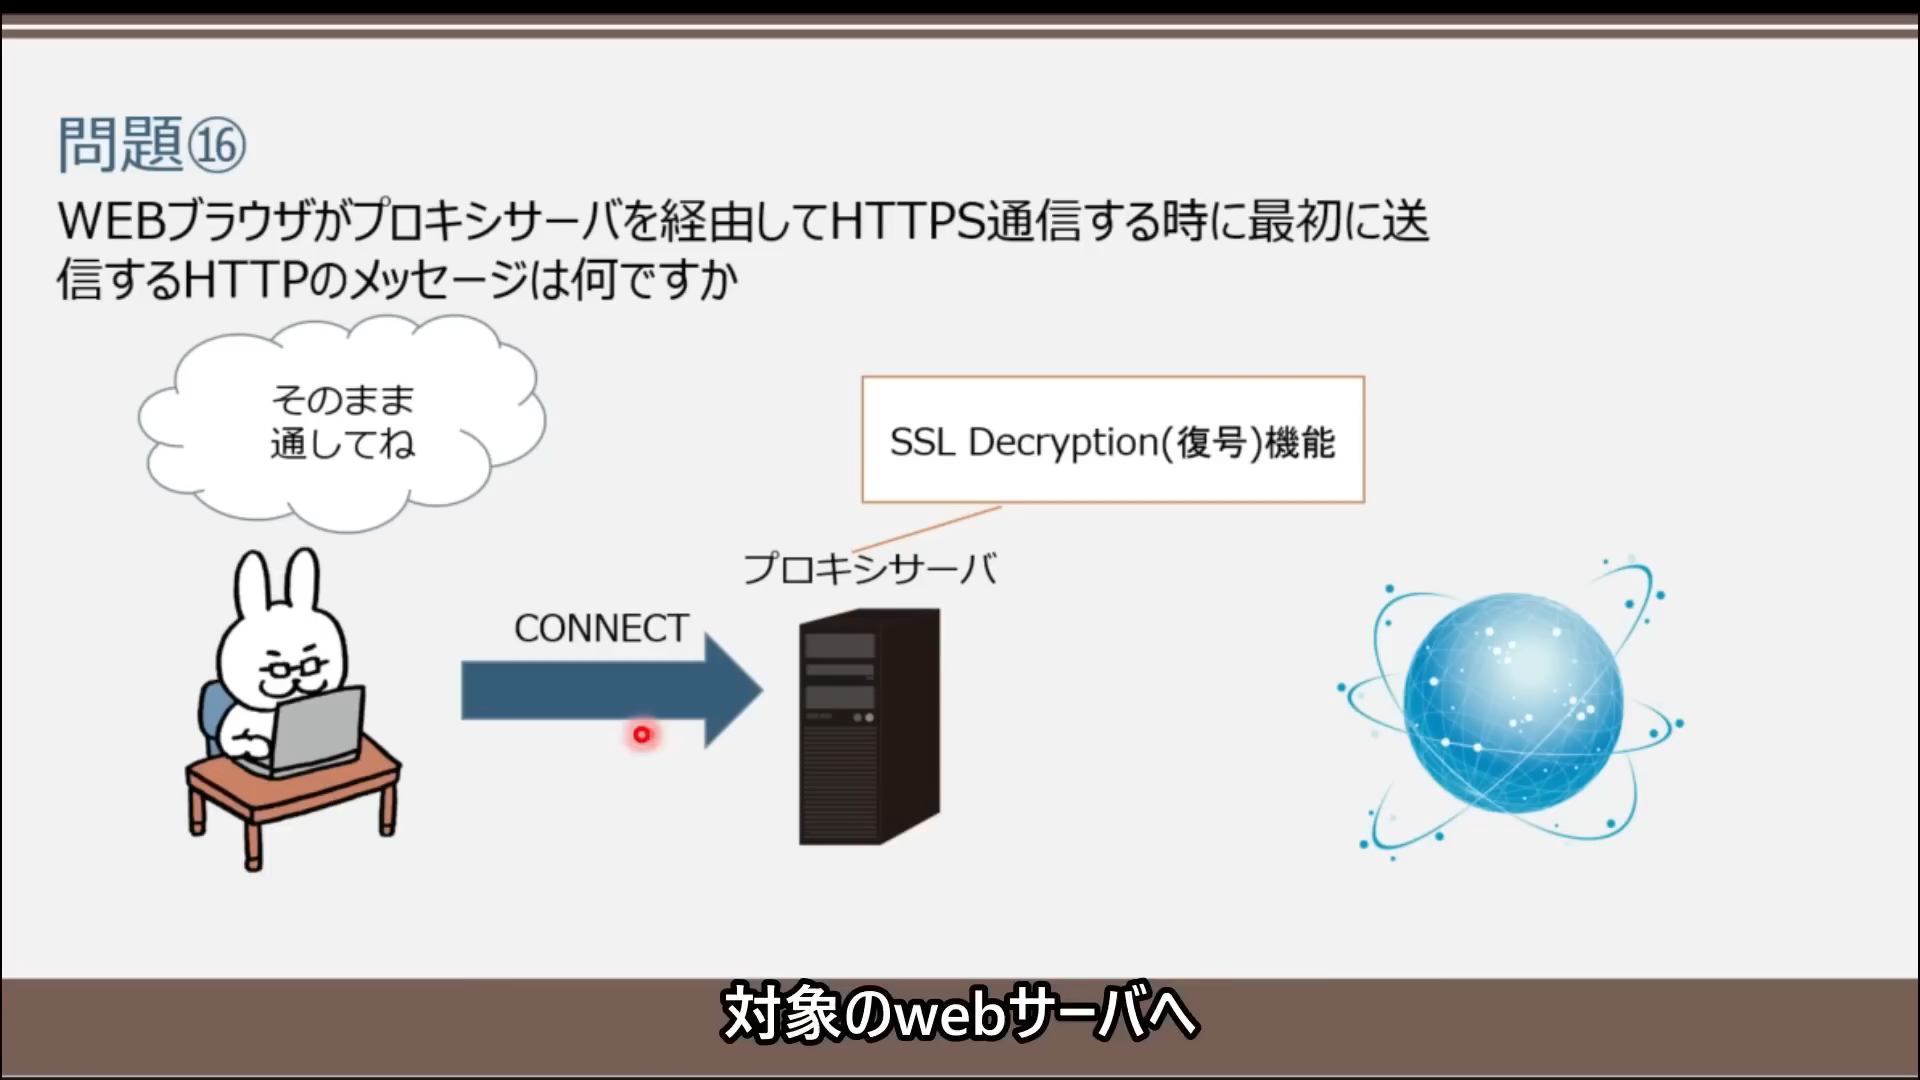 問題⑯
WEBブラウザがプロキシサーバを経由してHTTPS通信する時に最初に送
信するHTTPのメッセージは何ですか
そのまま
通してね
SSL Decryption(復号)機能
プロキシサーバ
CONNECT
対象のwebサーバへ